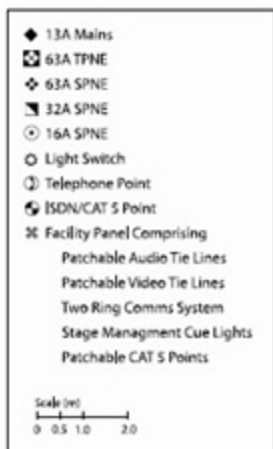 13A Mains
63A TPNE
63A SPNE
32A SPNE
16A SPNE
Light Switch
Telephone Point
ISDN/CAT 5 Point
Facility Panel Comprising
Patchable Audio Tie Lines
Patchable Video Tie Lines
Two Ring Comms System
Stage Managment Cue Lights
Patchable CAT 5 Points
Scale (m)
0 0.5 1.0 2.0